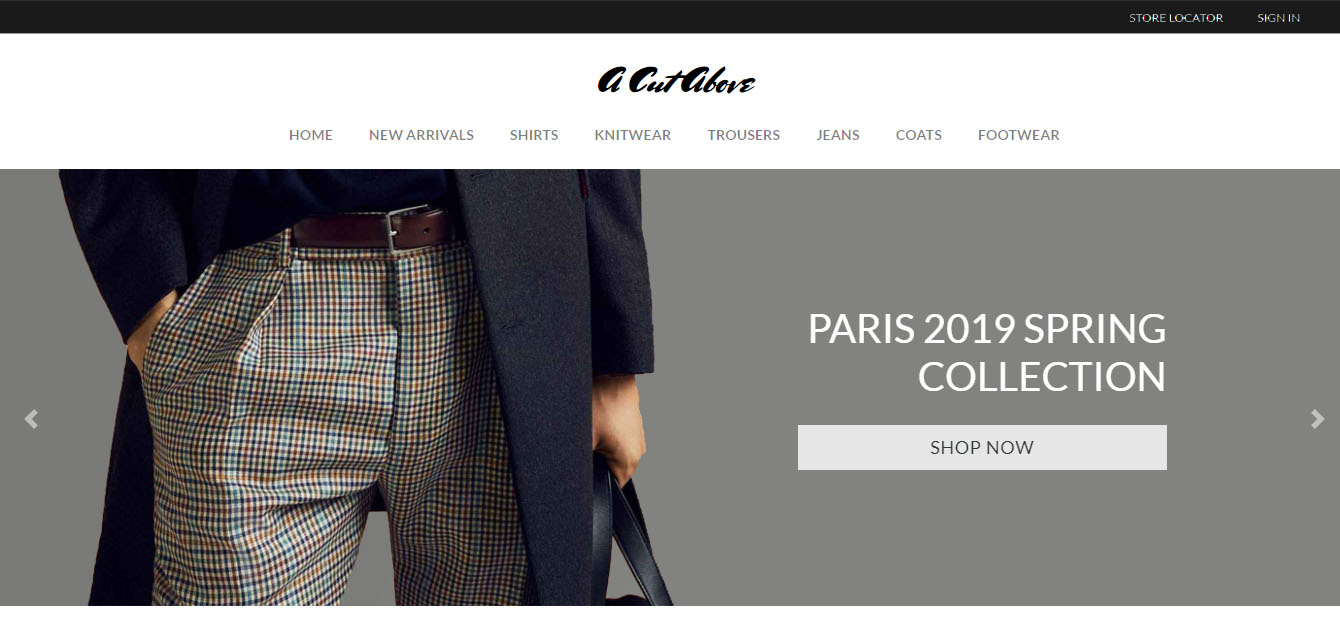 STORE LOCATOR SIGN IN
A Cut Above
HOME NEW ARRIVALS SHIRTS KNITWEAR TROUSERS JEANS COATS FOOTWEAR
PARIS 2019 SPRING
COLLECTION
SHOP NOW